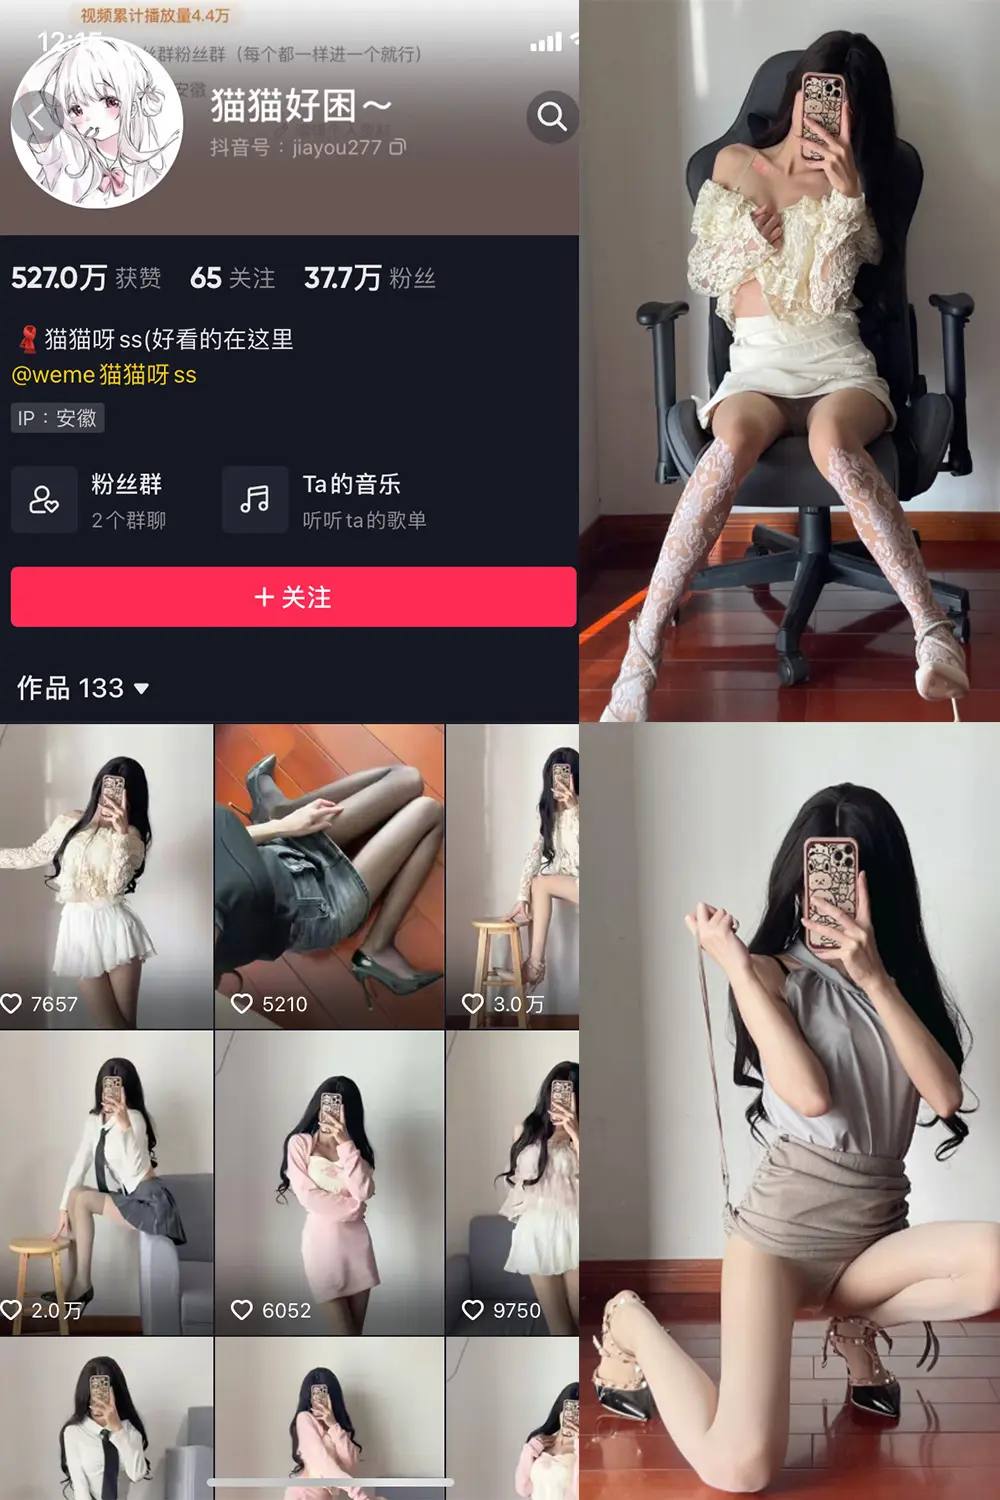 视频累计播放量4.4万
12:15
丝群粉丝群（每个都一样进一个就行）
安徽
猫猫好困～
抖音号：jiayou277
527.0万 获赞 65 关注 37.7万 粉丝
猫猫呀ss(好看的在这里
@weme猫猫呀ss
IP：安徽
粉丝群
2个群聊
Ta的音乐
听听ta的歌单
+ 关注
作品 133
7657
5210
3.0万
2.0万
6052
9750